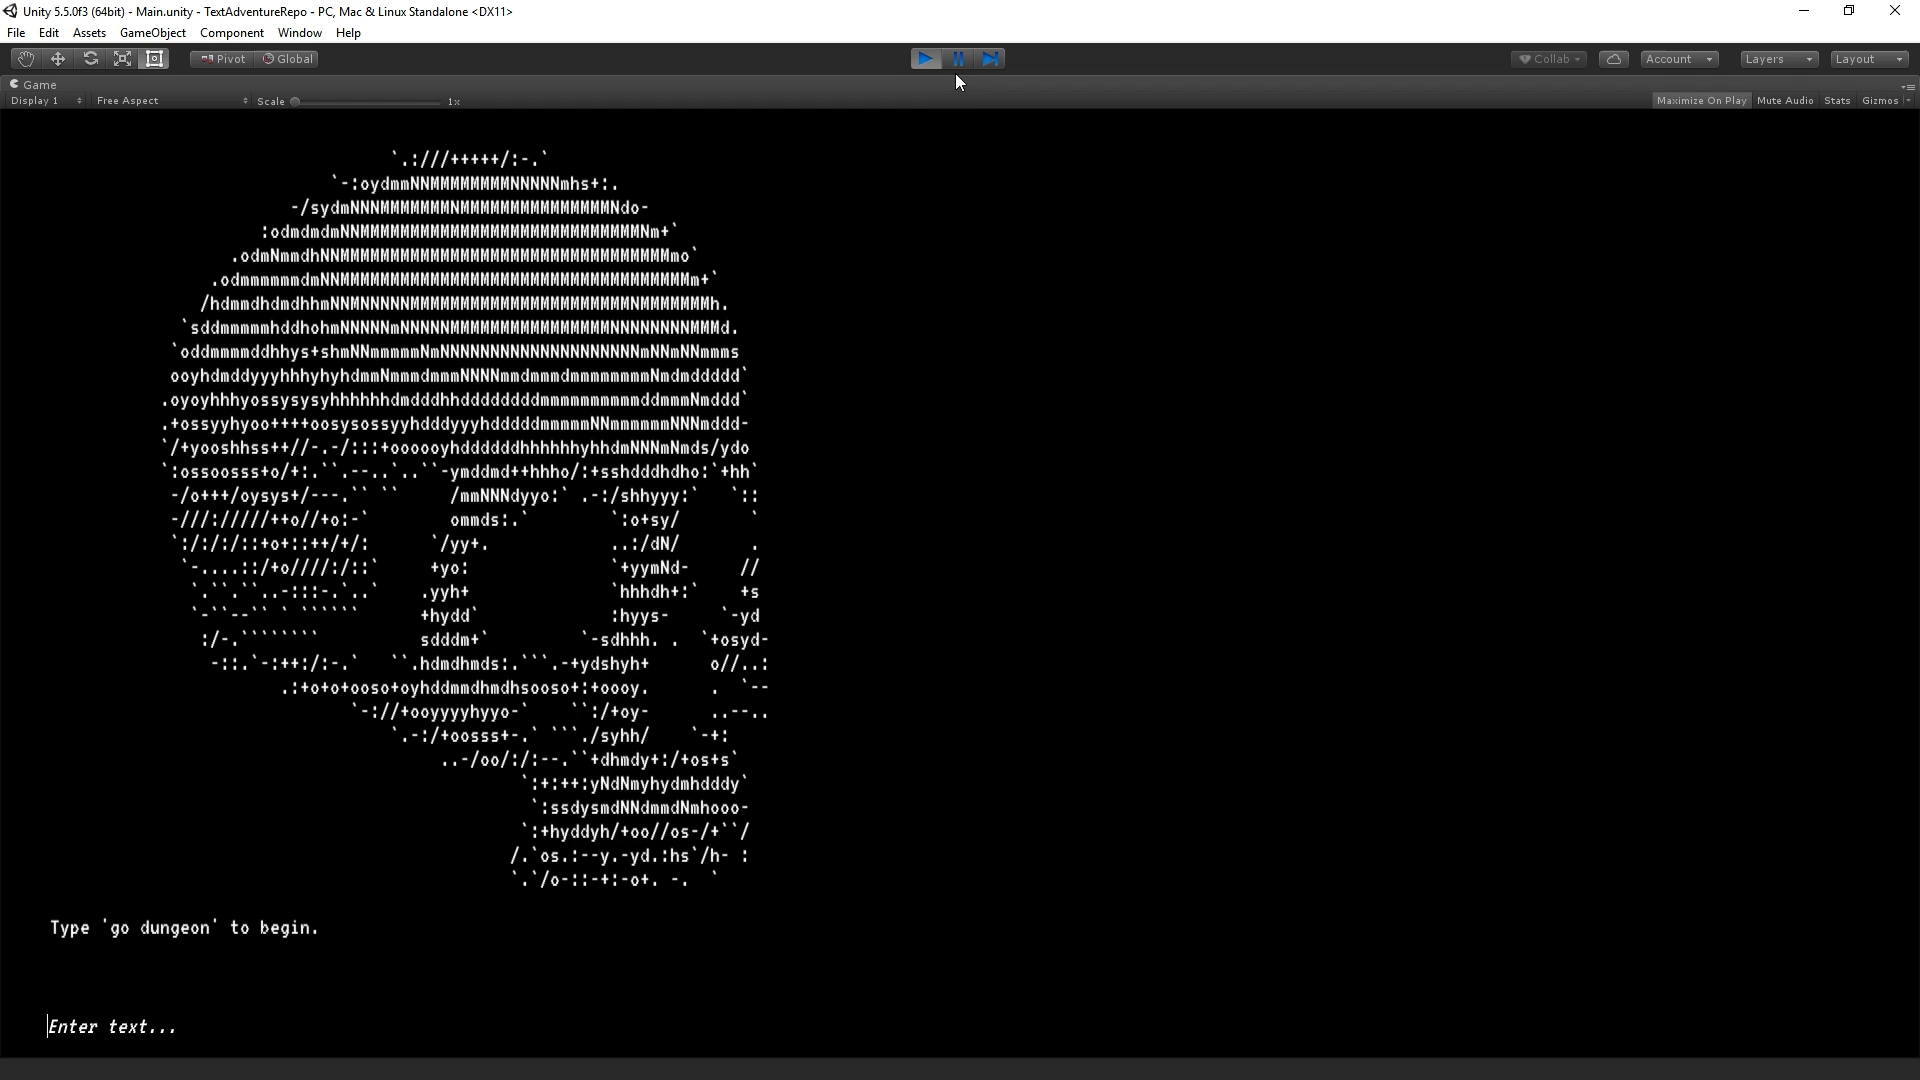 Unity 5.5.0f3 (64bit) - Main.unity - TextAdventureRepo - PC, Mac & Linux Standalone <DX11>
File Edit Assets GameObject Component Window Help
Pivot Global Collab Account Layers Layout
Game
Display 1 Free Aspect Scale 1x Maximize On Play Mute Audio Stats Gizmos
Type 'go dungeon' to begin.
Enter text...